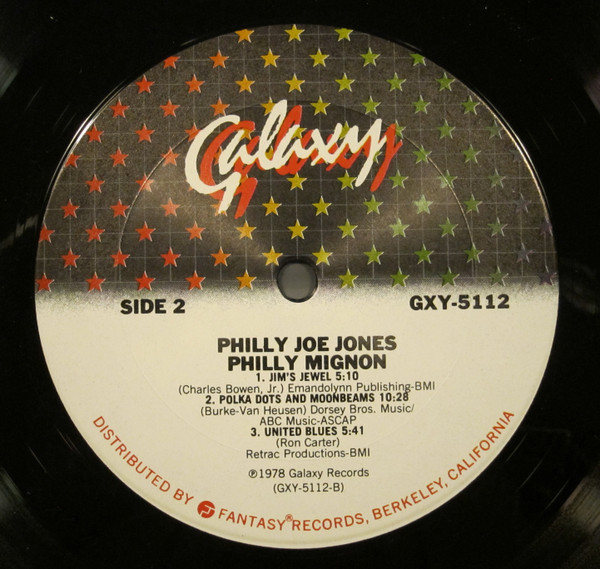 Galaxy
SIDE 2
GXY-5112
PHILLY JOE JONES
PHILLY MIGNON
1. JIM'S JEWEL 5:10
(Charles Bowen, Jr.) Emandolynn Publishing-BMI
2. POLKA DOTS AND MOONBEAMS 10:28
(Burke-Van Heusen) Dorsey Bros. Music/
ABC Music-ASCAP
3. UNITED BLUES 5:41
(Ron Carter)
Retrac Productions-BMI
℗1978 Galaxy Records
(GXY-5112-B)
DISTRIBUTED BY FANTASY® RECORDS, BERKELEY, CALIFORNIA